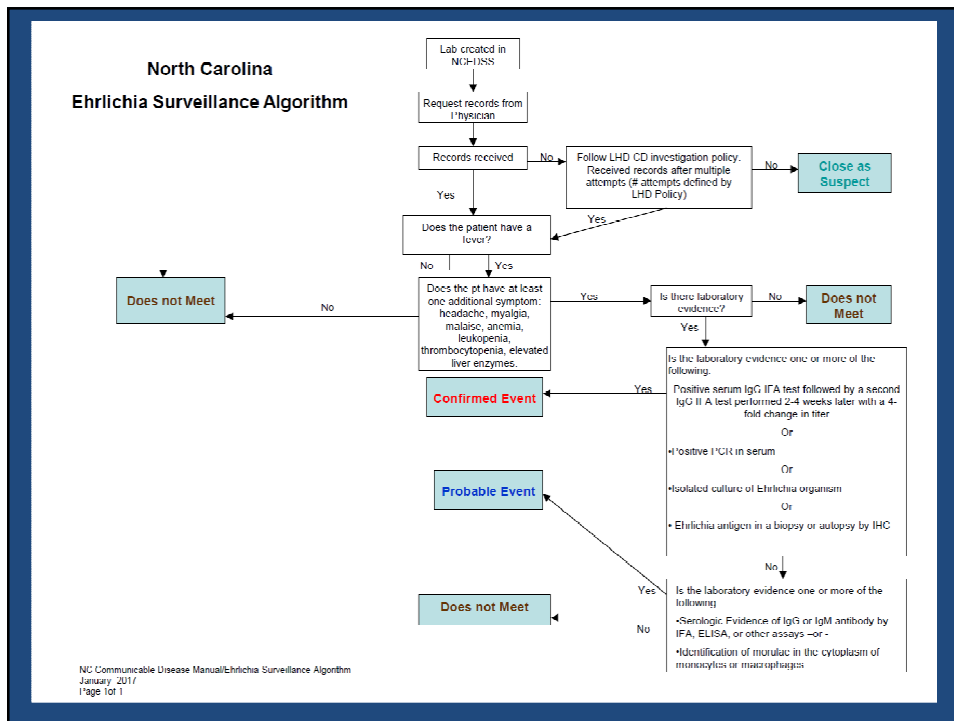 North Carolina
Ehrlichia Surveillance Algorithm
Lab created in
NCEDSS
Request records from
Physician
Records received
No
Follow LHD CD investigation policy.
Received records after multiple
attempts (# attempts defined by
LHD Policy)
No
Close as
Suspect
Yes
Yes
Does the patient have a
fever?
No
Yes
Does not Meet
No
Does the pt have at least
one additional symptom:
headache, myalgia,
malaise, anemia,
leukopenia,
thrombocytopenia, elevated
liver enzymes.
Yes
Is there laboratory
evidence?
No
Does not
Meet
Yes
Is the laboratory evidence one or more of the
following:
Positive serum IgG IFA test followed by a second
IgG IFA test performed 2-4 weeks later with a 4-
fold change in titer
Or
•Positive PCR in serum
Or
•Isolated culture of Ehrlichia organism
Or
• Ehrlichia antigen in a biopsy or autopsy by IHC
Yes
Confirmed Event
Probable Event
No
Yes
Is the laboratory evidence one or more of the
following
•Serologic Evidence of IgG or IgM antibody by
IFA, ELISA, or other assays –or -
•Identification of morulae in the cytoplasm of
monocytes or macrophages
No
Does not Meet
NC Communicable Disease Manual/Ehrlichia Surveillance Algorithm
January 2017
Page 1of 1